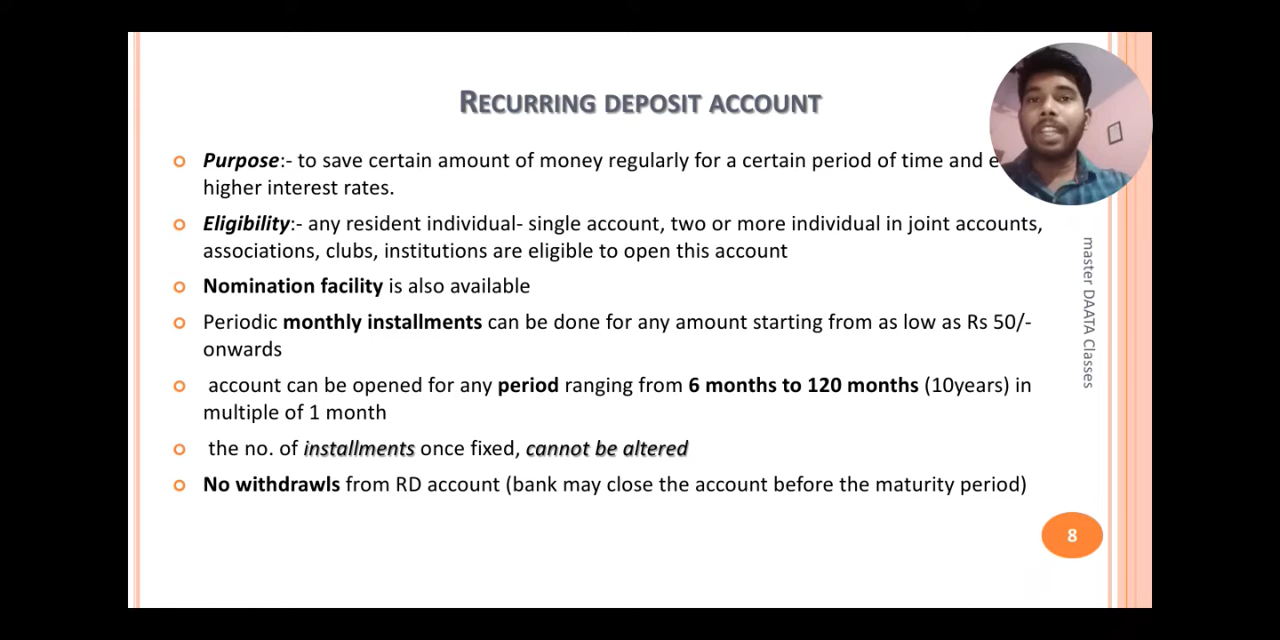 RECURRING DEPOSIT ACCOUNT
Purpose:- to save certain amount of money regularly for a certain period of time and
higher interest rates.
Eligibility:- any resident individual- single account, two or more individual in joint accounts,
associations, clubs, institutions are eligible to open this account
Nomination facility is also available
Periodic monthly installments can be done for any amount starting from as low as Rs 50/-
onwards
account can be opened for any period ranging from 6 months to 120 months (10years) in
multiple of 1 month
the no. of installments once fixed, cannot be altered
No withdrawls from RD account (bank may close the account before the maturity period)
master DAATA Classes
8